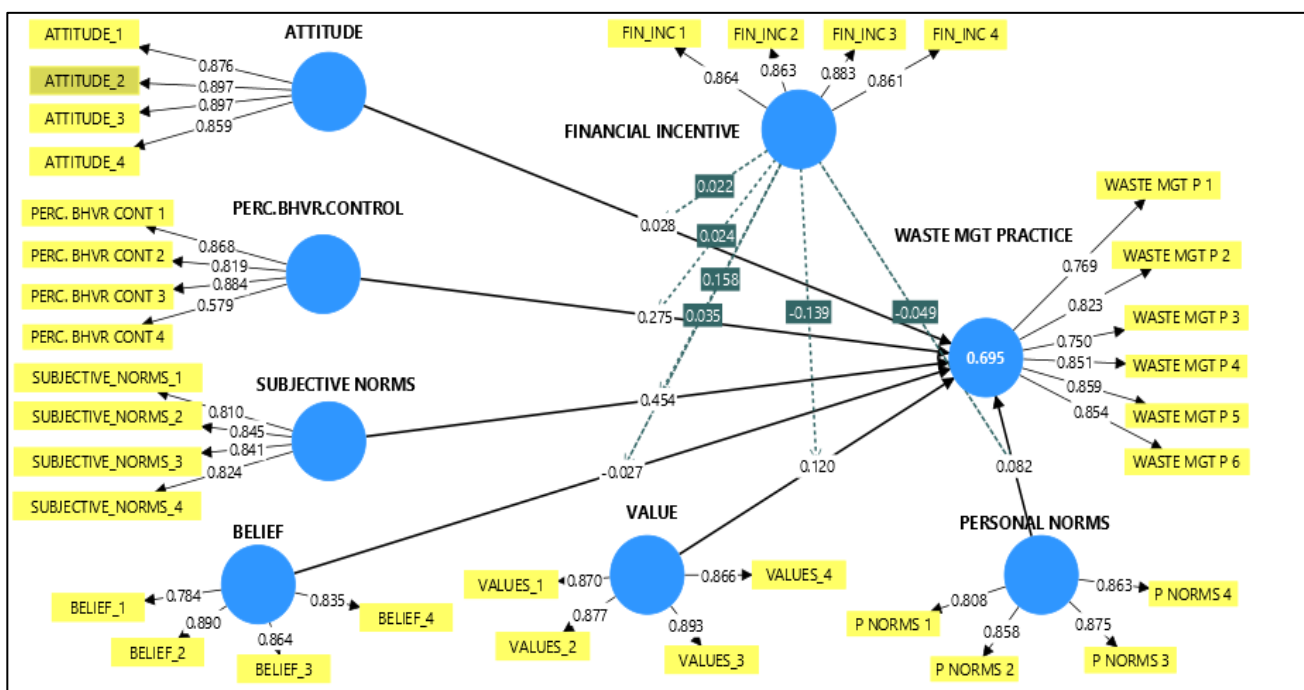 ATTITUDE_1
ATTITUDE_2
ATTITUDE_3
ATTITUDE_4
0.876
0.897
0.897
0.859
ATTITUDE
FIN_INC 1
FIN_INC 2
FIN_INC 3
FIN_INC 4
0.864
0.863
0.883
0.861
FINANCIAL INCENTIVE
PERC. BHVR CONT 1
PERC. BHVR CONT 2
PERC. BHVR CONT 3
PERC. BHVR CONT 4
0.868
0.819
0.884
0.579
PERC.BHVR.CONTROL
0.022
0.028
0.024
0.158
0.275
0.035
-0.139
-0.049
WASTE MGT PRACTICE
0.695
WASTE MGT P 1
WASTE MGT P 2
WASTE MGT P 3
WASTE MGT P 4
WASTE MGT P 5
WASTE MGT P 6
0.769
0.823
0.750
0.851
0.859
0.854
SUBJECTIVE_NORMS_1
SUBJECTIVE_NORMS_2
SUBJECTIVE_NORMS_3
SUBJECTIVE_NORMS_4
0.810
0.845
0.841
0.824
SUBJECTIVE NORMS
0.454
-0.027
0.120
0.082
BELIEF
BELIEF_1
BELIEF_2
BELIEF_3
BELIEF_4
0.784
0.890
0.864
0.835
VALUE
VALUES_1
VALUES_2
VALUES_3
VALUES_4
0.870
0.877
0.893
0.866
PERSONAL NORMS
P NORMS 1
P NORMS 2
P NORMS 3
P NORMS 4
0.808
0.858
0.875
0.863